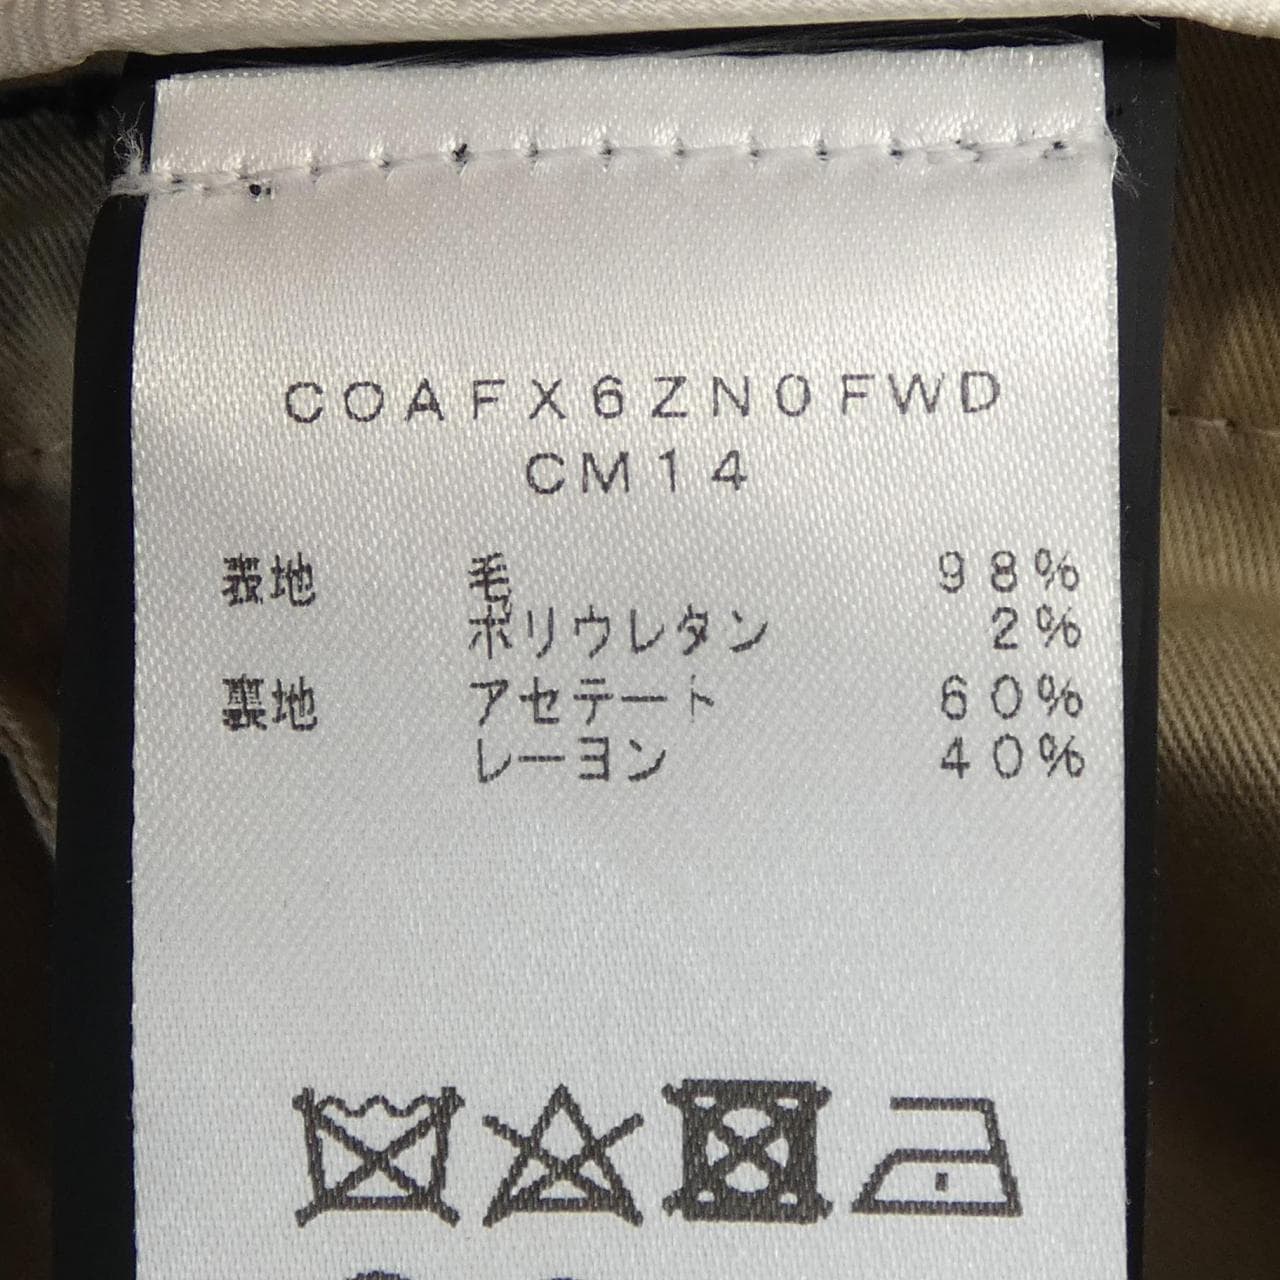 COAFX6ZN0FWD
CM14
表地 毛 98%
ポリウレタン 2%
裏地 アセテート 60%
レーヨン 40%